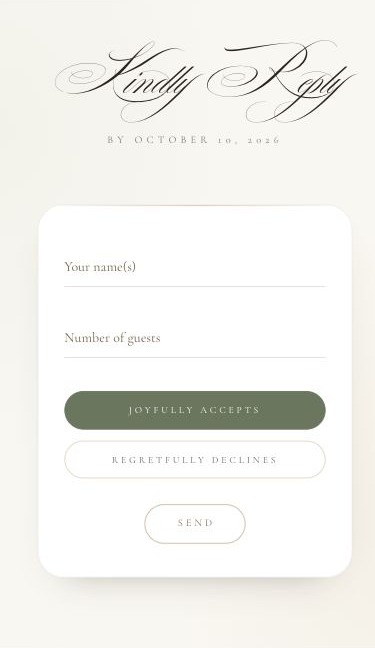 Kindly Reply
BY OCTOBER 10, 2026
Your name(s)
Number of guests
JOYFULLY ACCEPTS
REGRETFULLY DECLINES
SEND